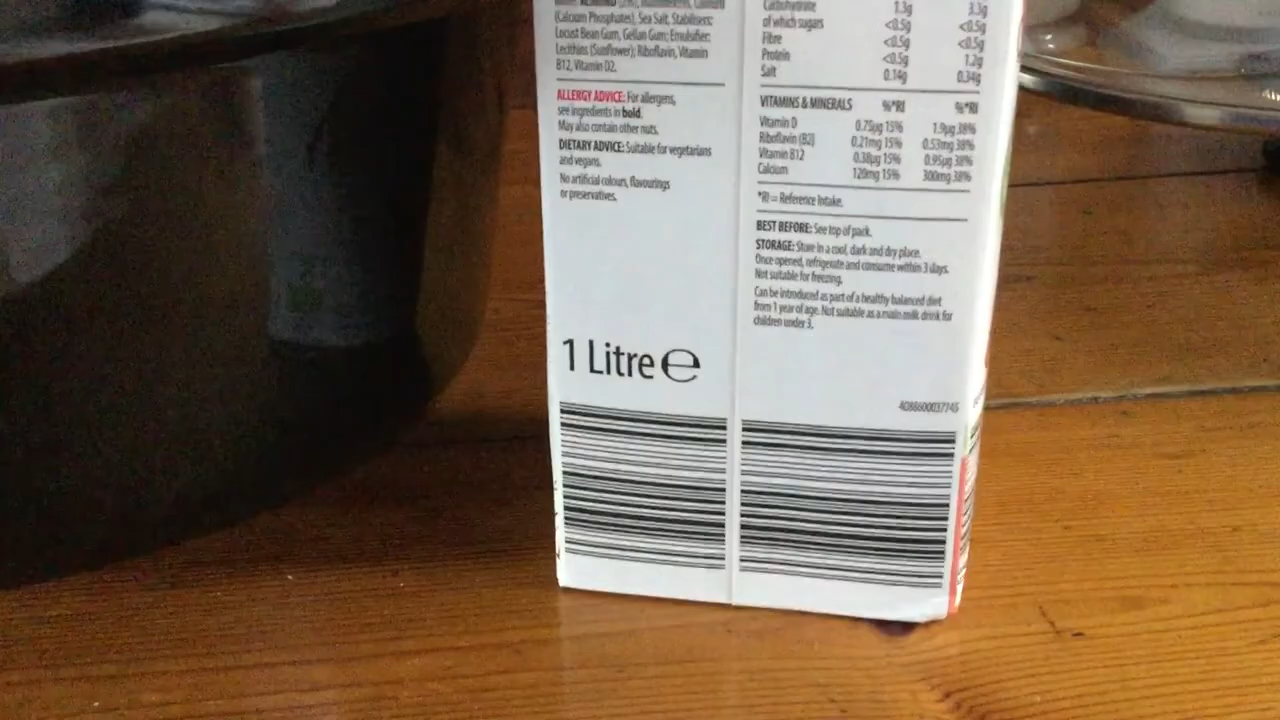 (Calcium Phosphates), Sea Salt, Stabilisers:
Locust Bean Gum, Gellan Gum; Emulsifier:
Lecithins (Sunflower); Riboflavin, Vitamin
B12, Vitamin D2.
ALLERGY ADVICE: For allergens,
see ingredients in bold.
May also contain other nuts.
DIETARY ADVICE: Suitable for vegetarians
and vegans.
No artificial colours, flavourings
or preservatives.
1 Litre ℮
Carbohydrate 1.3g 3.3g
of which sugars <0.5g <0.5g
Fibre <0.5g <0.5g
Protein <0.5g 1.2g
Salt 0.14g 0.34g
VITAMINS & MINERALS %*RI %*RI
Vitamin D 0.75µg 15% 1.9µg 38%
Riboflavin (B2) 0.21mg 15% 0.53mg 38%
Vitamin B12 0.38µg 15% 0.95µg 38%
Calcium 120mg 15% 300mg 38%
*RI = Reference Intake.
BEST BEFORE: See top of pack.
STORAGE: Store in a cool, dark and dry place.
Once opened, refrigerate and consume within 3 days.
Not suitable for freezing.
Can be introduced as part of a healthy balanced diet
from 1 year of age. Not suitable as a main milk drink for
children under 3.
4088600037745